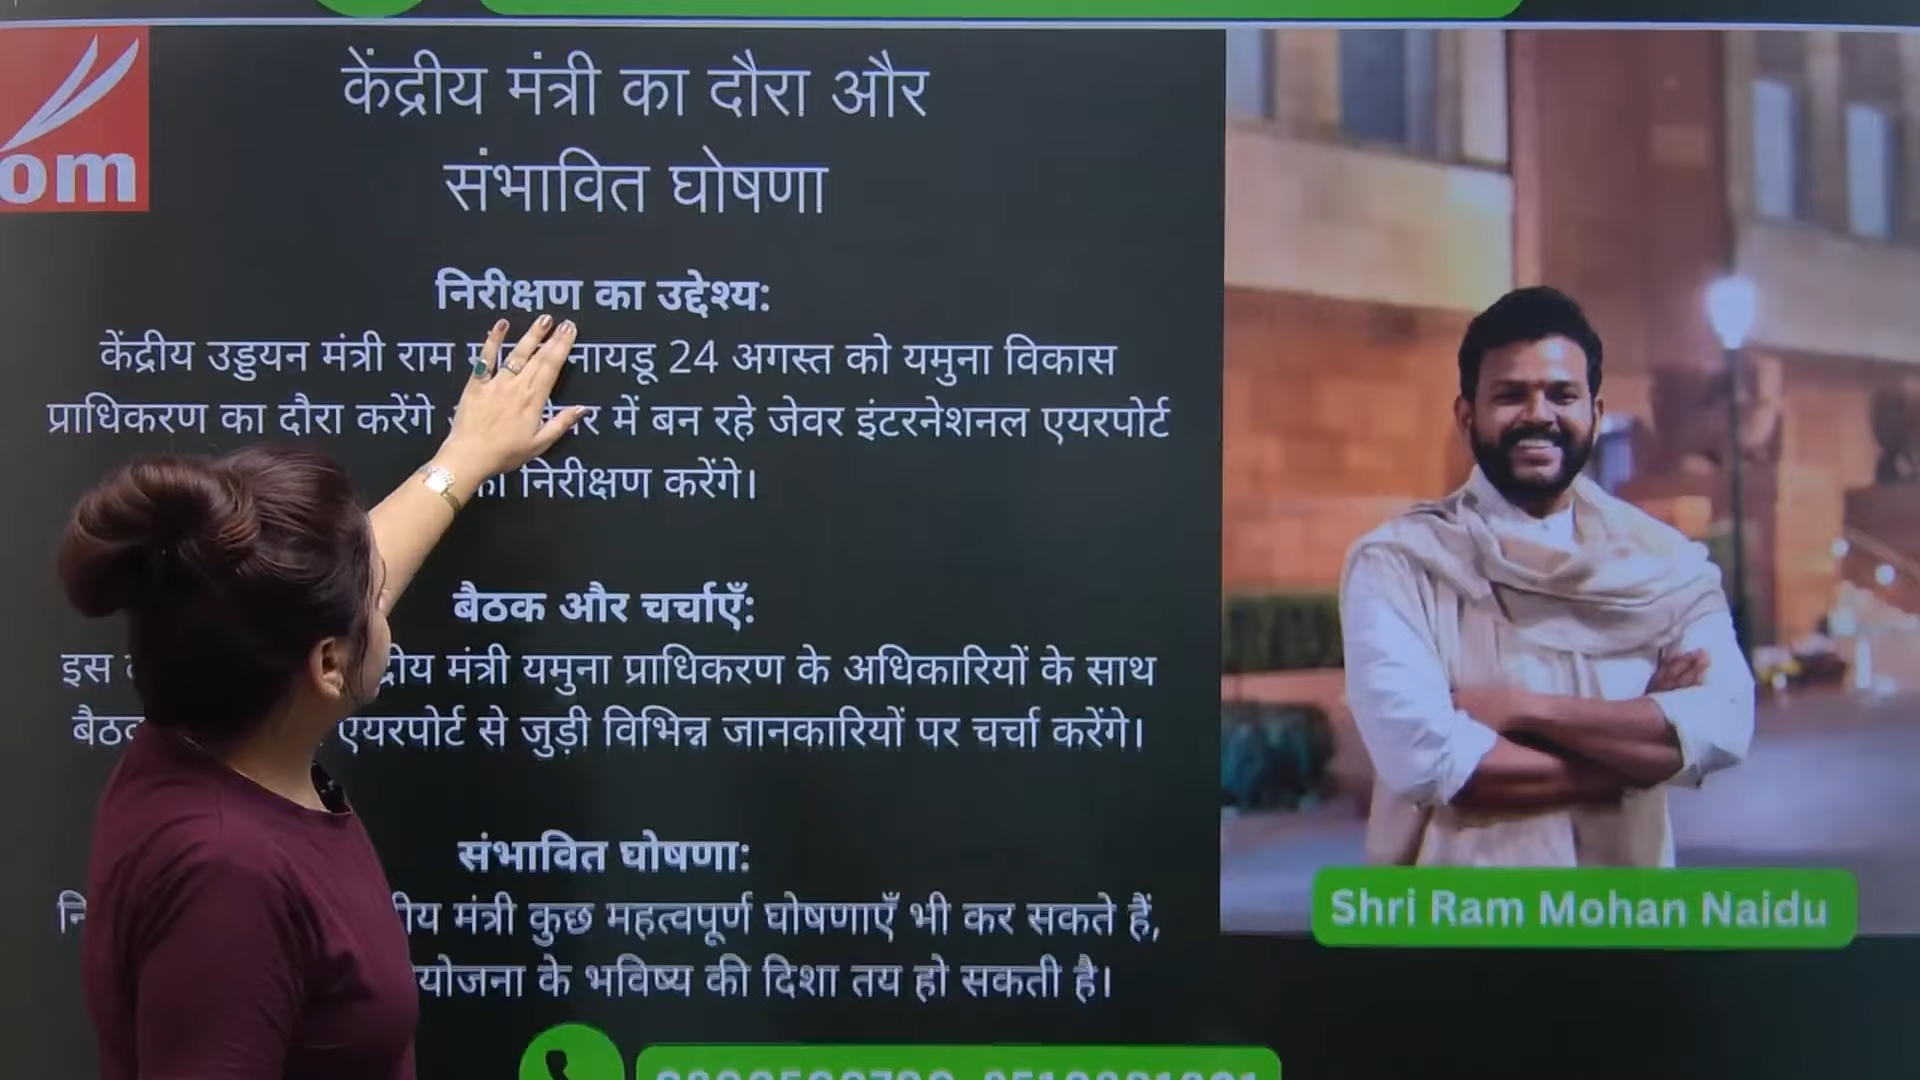 om
केंद्रीय मंत्री का दौरा और
संभावित घोषणा
निरीक्षण का उद्देश्य:
केंद्रीय उड्डयन मंत्री राम नायडू 24 अगस्त को यमुना विकास
प्राधिकरण का दौरा करेंगे में बन रहे जेवर इंटरनेशनल एयरपोर्ट
निरीक्षण करेंगे।
बैठक और चर्चाएँ:
इस मंत्री यमुना प्राधिकरण के अधिकारियों के साथ
एयरपोर्ट से जुड़ी विभिन्न जानकारियों पर चर्चा करेंगे।
संभावित घोषणा:
मंत्री कुछ महत्वपूर्ण घोषणाएँ भी कर सकते हैं,
के भविष्य की दिशा तय हो सकती है।
Shri Ram Mohan Naidu